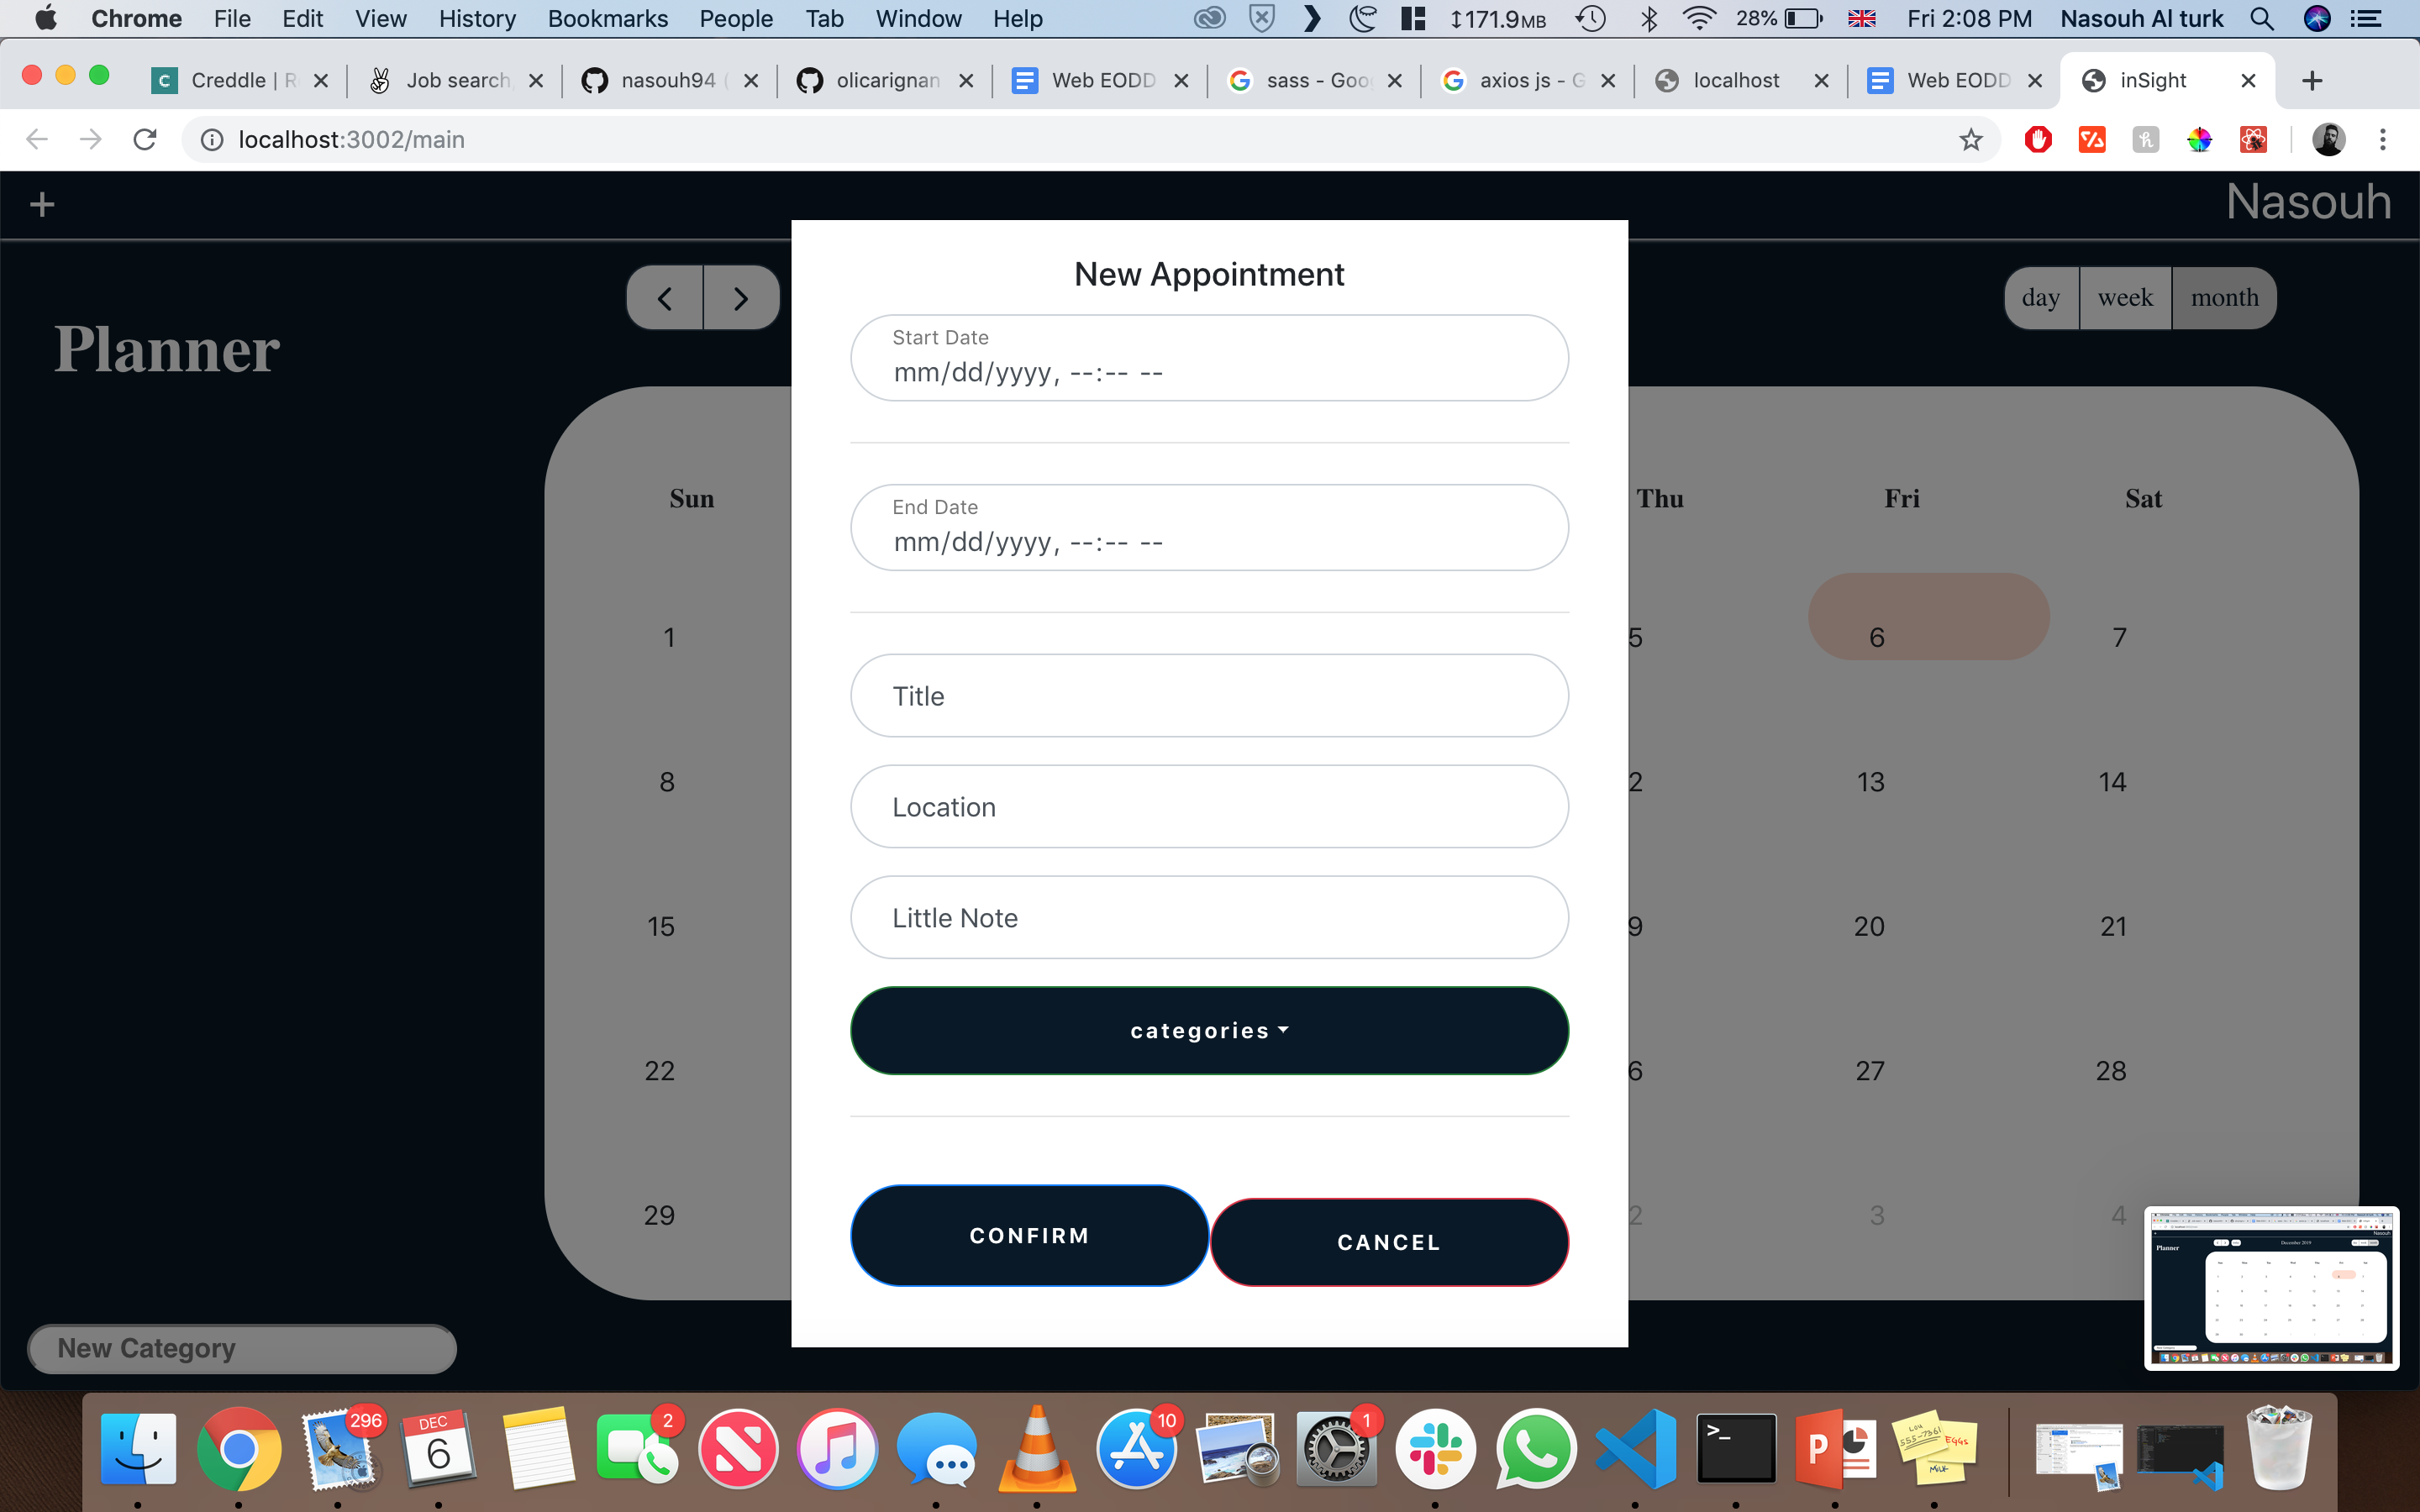 Chrome File Edit View History Bookmarks People Tab Window Help 171.9MB 28% Fri 2:08 PM Nasouh Al turk
Creddle | R Job search nasouh94 ( olicarignan Web EODD sass - Goo axios js - G localhost Web EODD inSight
localhost:3002/main
+ Nasouh
New Appointment
day week month
Planner
Start Date
mm/dd/yyyy, --:-- --
Sun Thu Fri Sat
End Date
mm/dd/yyyy, --:-- --
1 5 6 7
Title
8 2 13 14
Location
15 9 20 21
Little Note
categories
22 6 27 28
29 2 3 4
CONFIRM CANCEL
Nasouh
Planner
December 2019
New Category
296 DEC 6 2 10 1